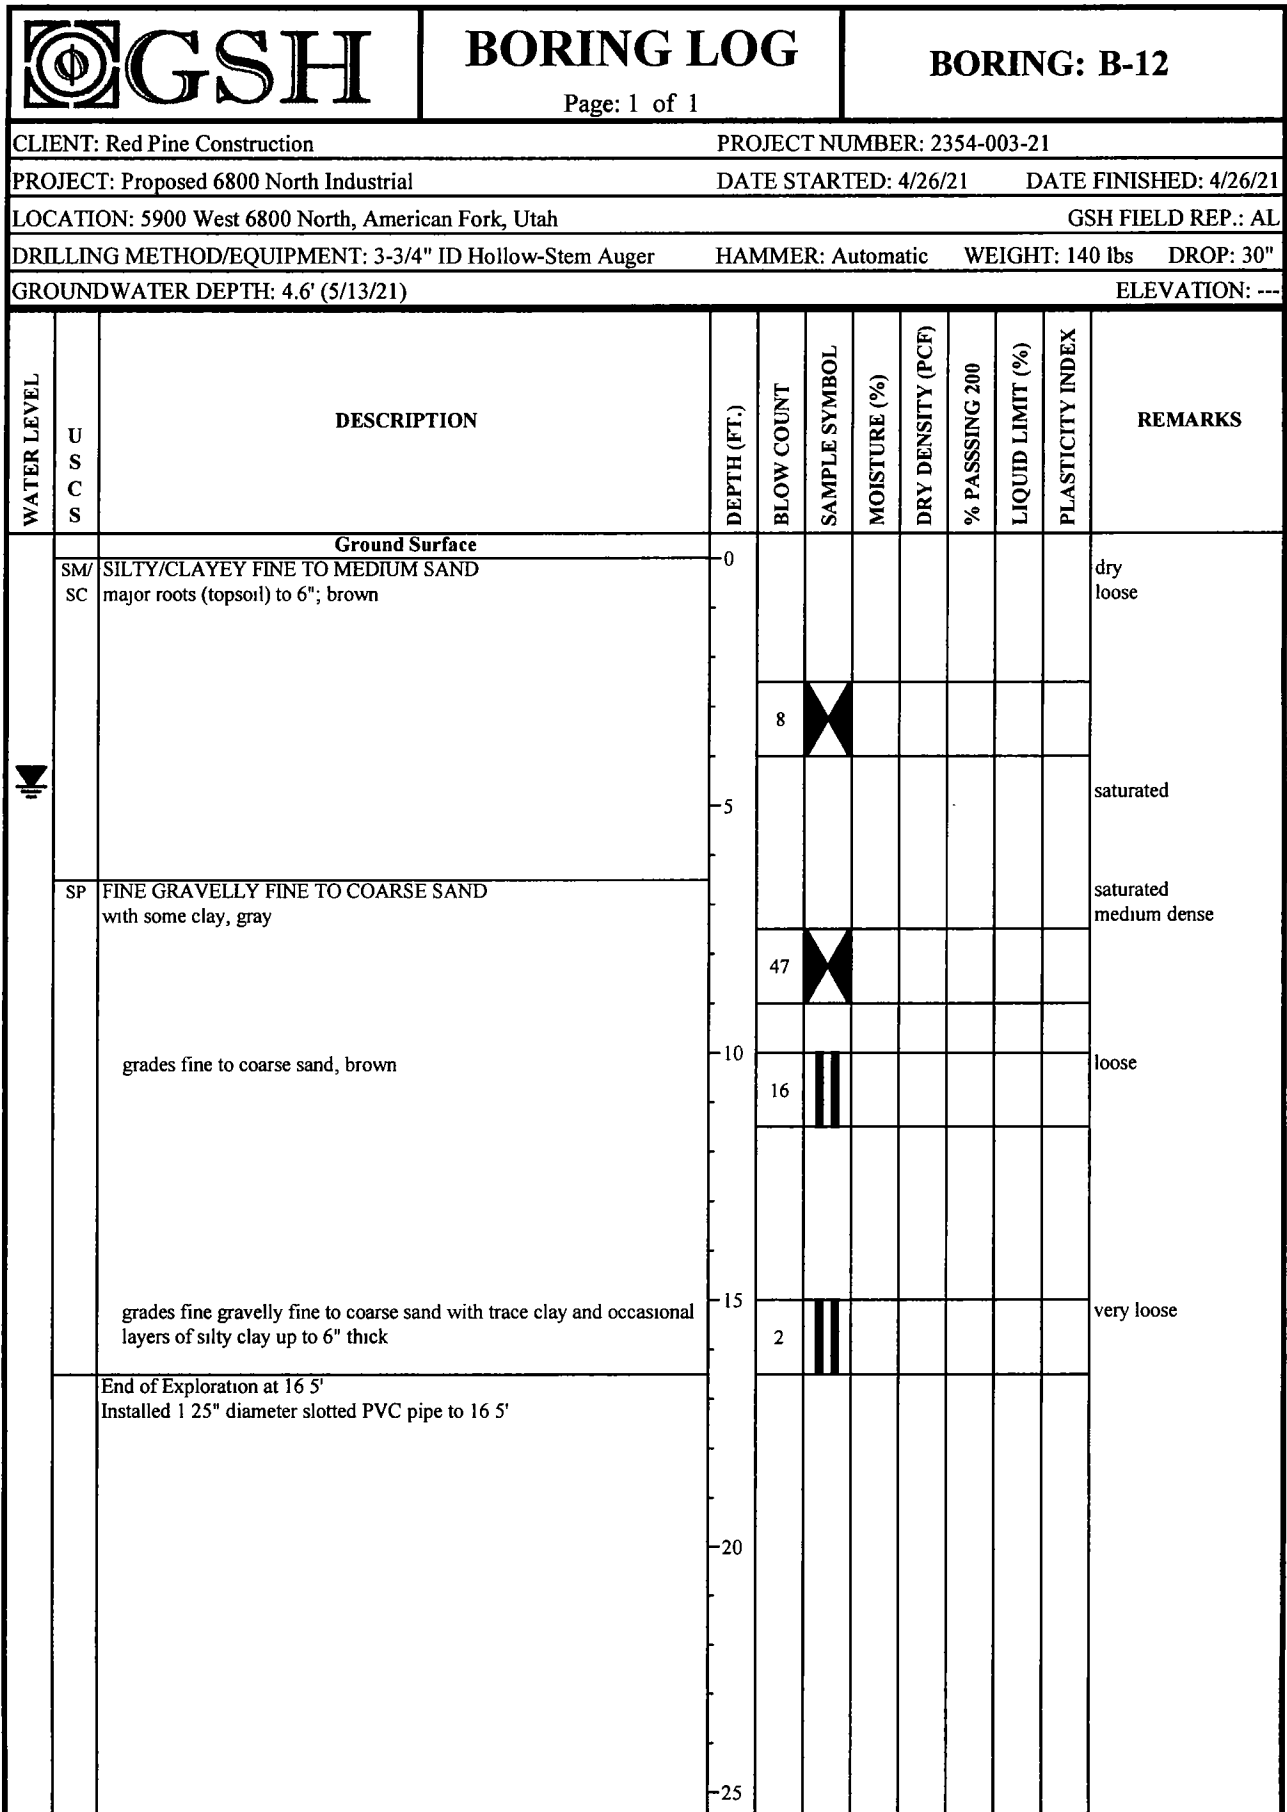 GSH
BORING LOG
Page: 1 of 1
BORING: B-12
CLIENT: Red Pine Construction
PROJECT NUMBER: 2354-003-21
PROJECT: Proposed 6800 North Industrial
DATE STARTED: 4/26/21
DATE FINISHED: 4/26/21
LOCATION: 5900 West 6800 North, American Fork, Utah
GSH FIELD REP.: AL
DRILLING METHOD/EQUIPMENT: 3-3/4" ID Hollow-Stem Auger
HAMMER: Automatic
WEIGHT: 140 lbs
DROP: 30"
GROUNDWATER DEPTH: 4.6' (5/13/21)
ELEVATION: ---
WATER LEVEL
U
S
C
S
DESCRIPTION
DEPTH (FT.)
BLOW COUNT
SAMPLE SYMBOL
MOISTURE (%)
DRY DENSITY (PCF)
% PASSSING 200
LIQUID LIMIT (%)
PLASTICITY INDEX
REMARKS
Ground Surface
0
SM/ SILTY/CLAYEY FINE TO MEDIUM SAND
dry
SC major roots (topsoil) to 6"; brown
loose
8
saturated
5
SP FINE GRAVELLY FINE TO COARSE SAND
saturated
with some clay, gray
medium dense
47
10
grades fine to coarse sand, brown
loose
16
15
grades fine gravelly fine to coarse sand with trace clay and occasional
very loose
layers of silty clay up to 6" thick
2
End of Exploration at 16 5'
Installed 1 25" diameter slotted PVC pipe to 16 5'
20
25